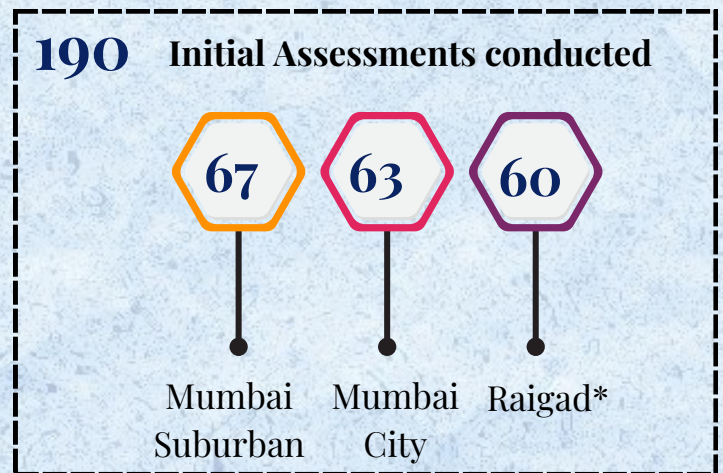 190 Initial Assessments conducted
67 63 60
Mumbai Suburban
Mumbai City
Raigad*